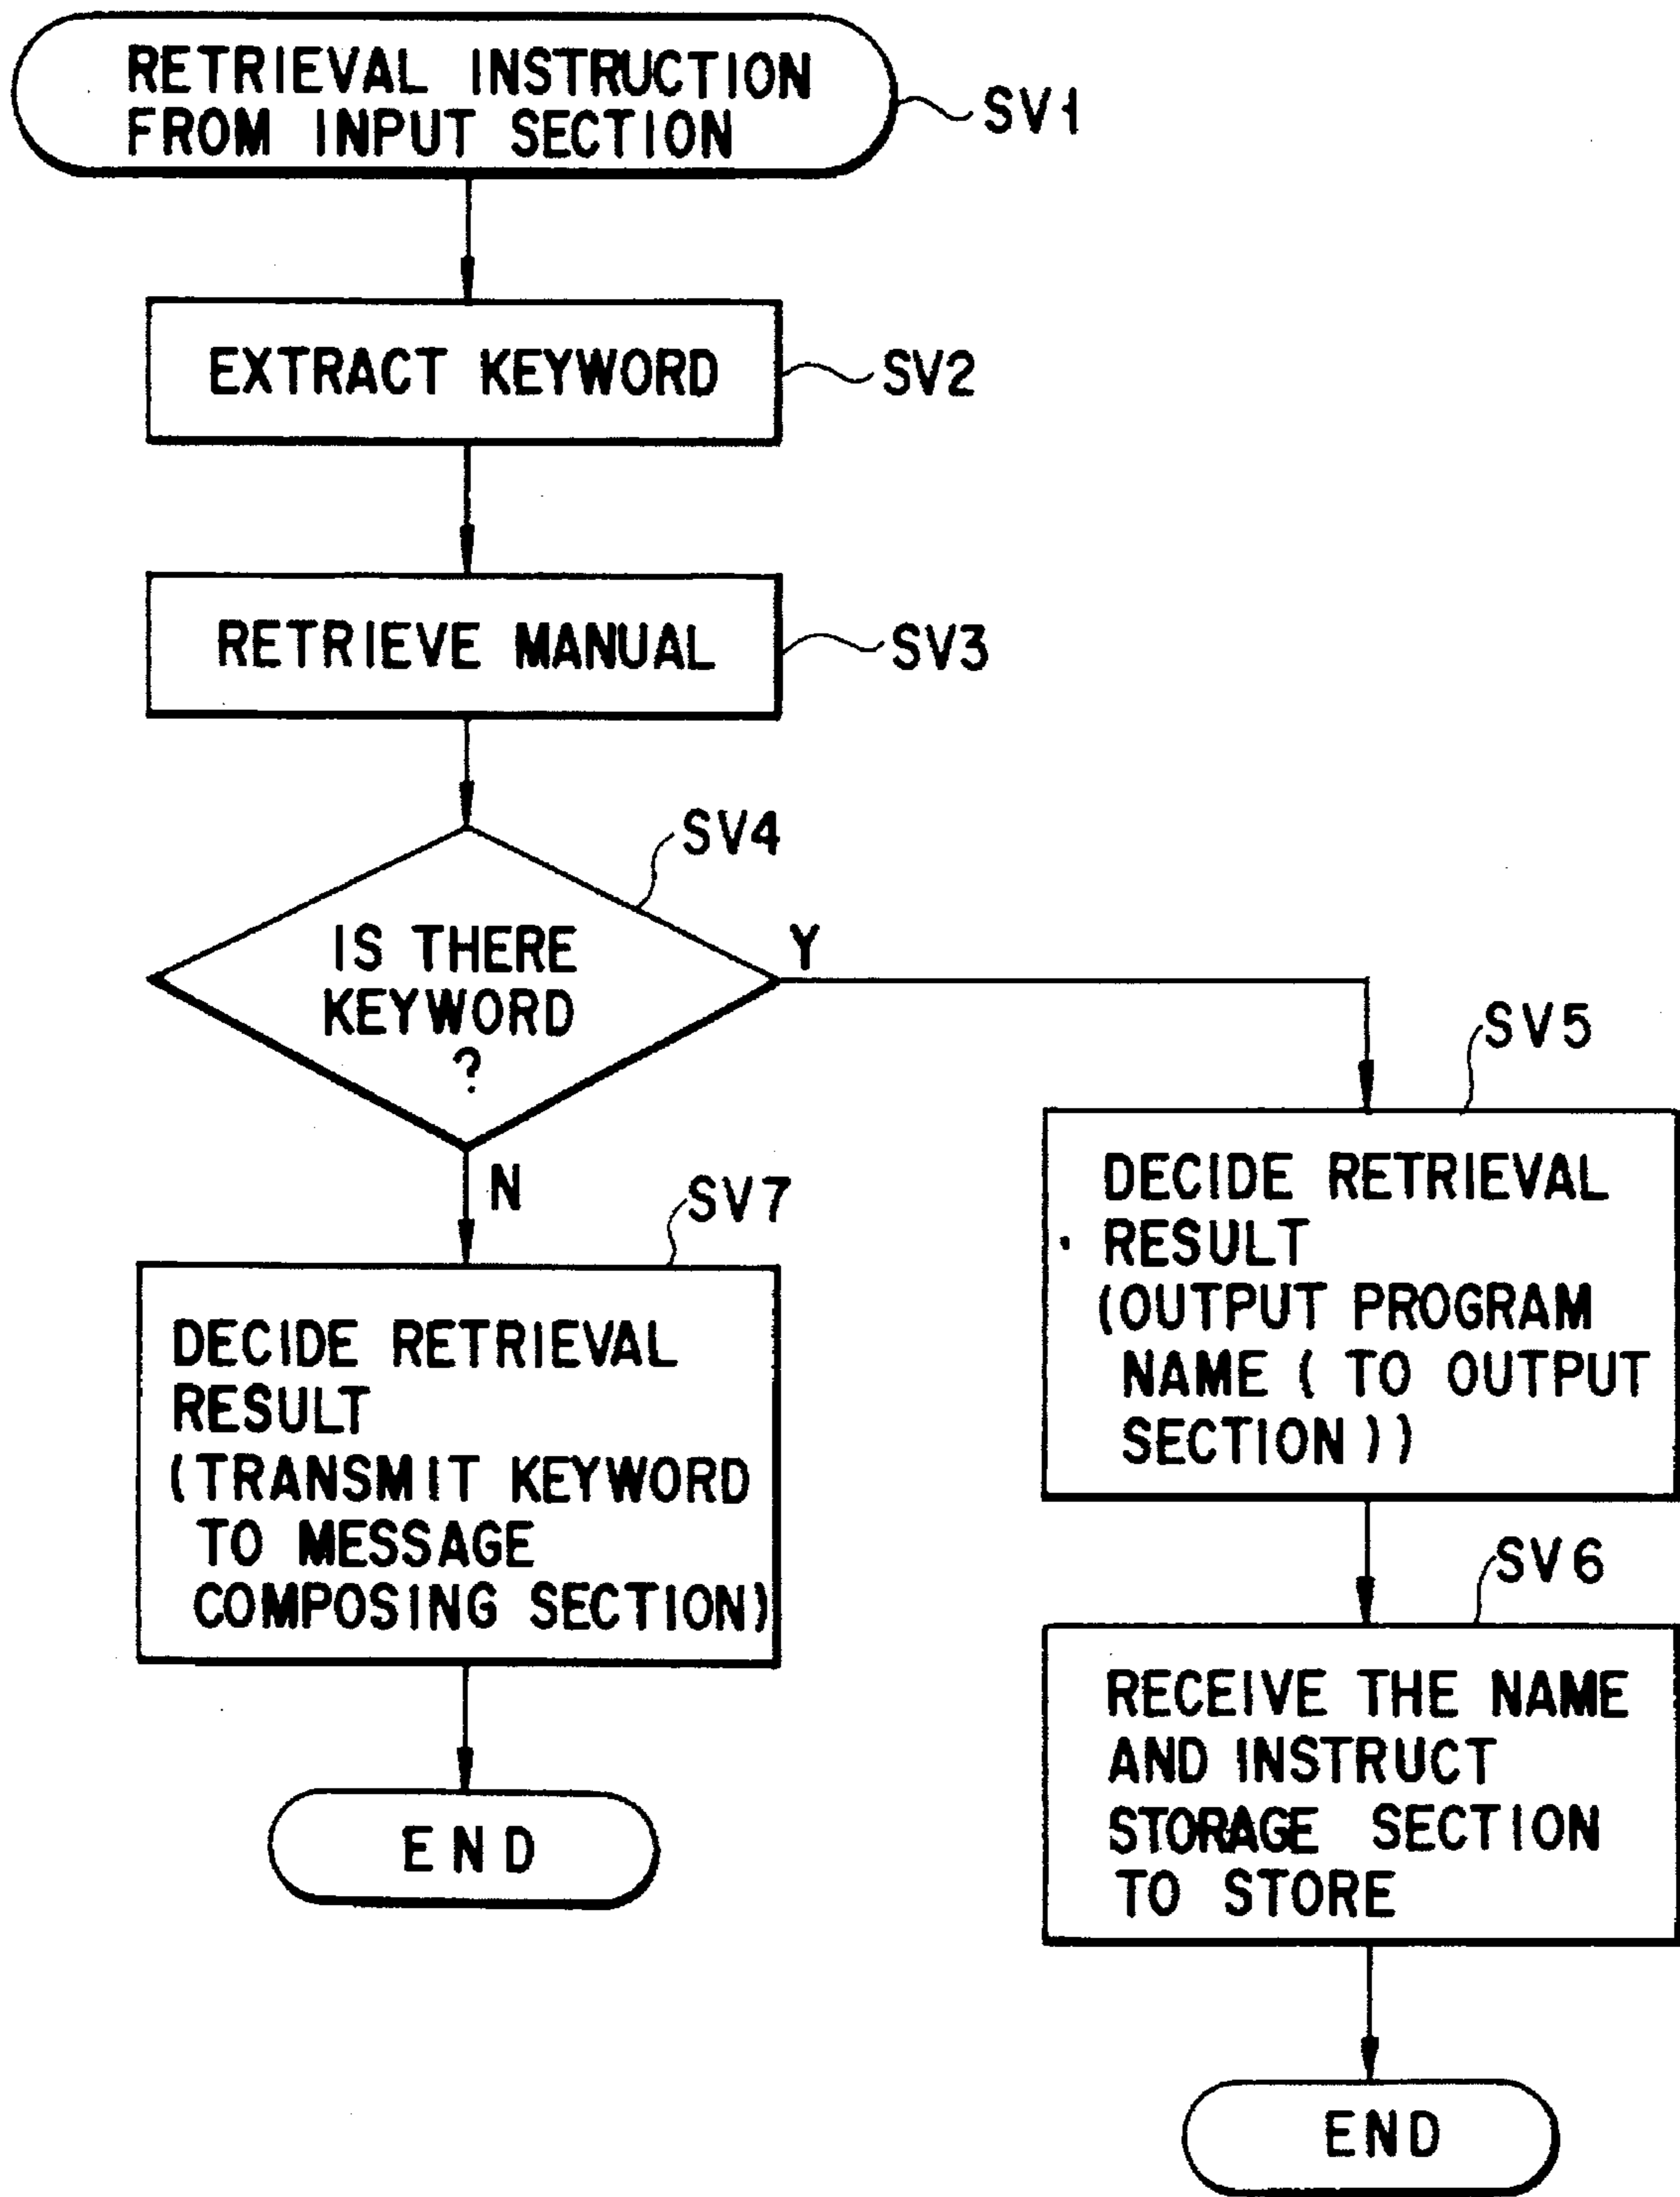 RETRIEVAL INSTRUCTION
FROM INPUT SECTION
SV1
EXTRACT KEYWORD
SV2
RETRIEVE MANUAL
SV3
SV4
IS THERE
KEYWORD
?
Y
N
SV5
DECIDE RETRIEVAL
RESULT
(OUTPUT PROGRAM
NAME ( TO OUTPUT
SECTION ) )
SV6
RECEIVE THE NAME
AND INSTRUCT
STORAGE SECTION
TO STORE
END
SV7
DECIDE RETRIEVAL
RESULT
(TRANSMIT KEYWORD
TO MESSAGE
COMPOSING SECTION)
END